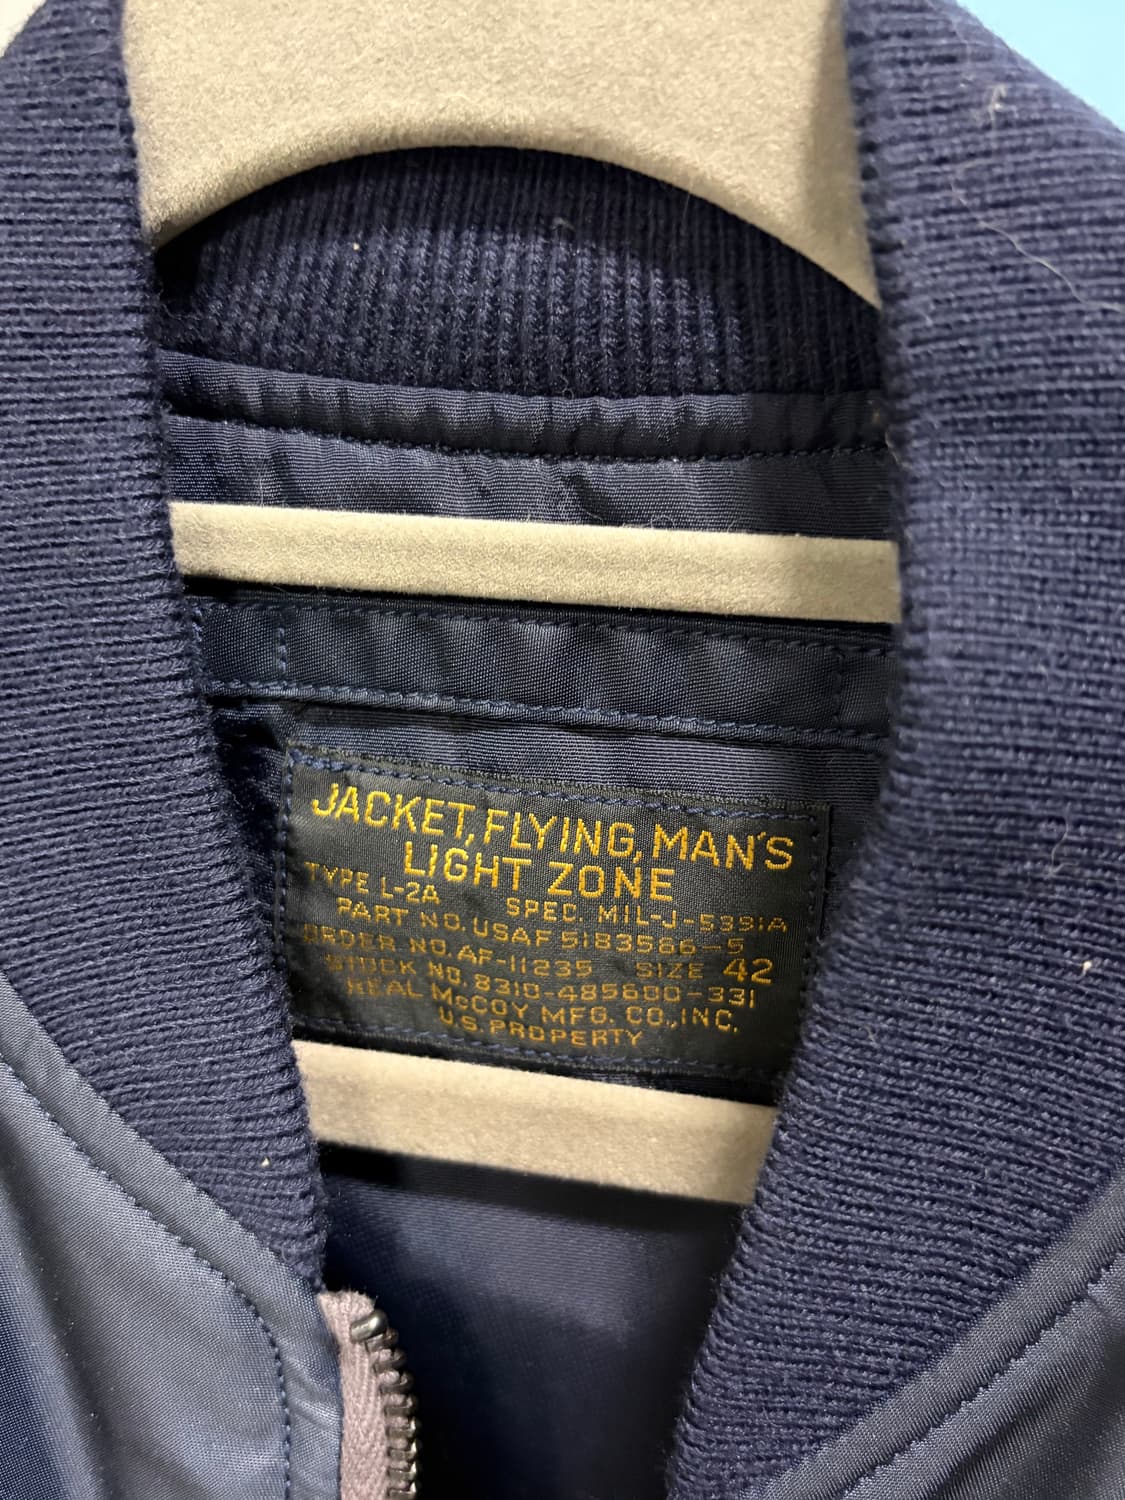 JACKET, FLYING, MAN'S
LIGHT ZONE
TYPE L-2A SPEC. MIL-J-5391A
PART NO. USAF 5183566-5
ORDER NO. AF-11235 SIZE 42
STOCK NO. 8310-485600-331
REAL McCOY MFG. CO., INC.
U.S. PROPERTY